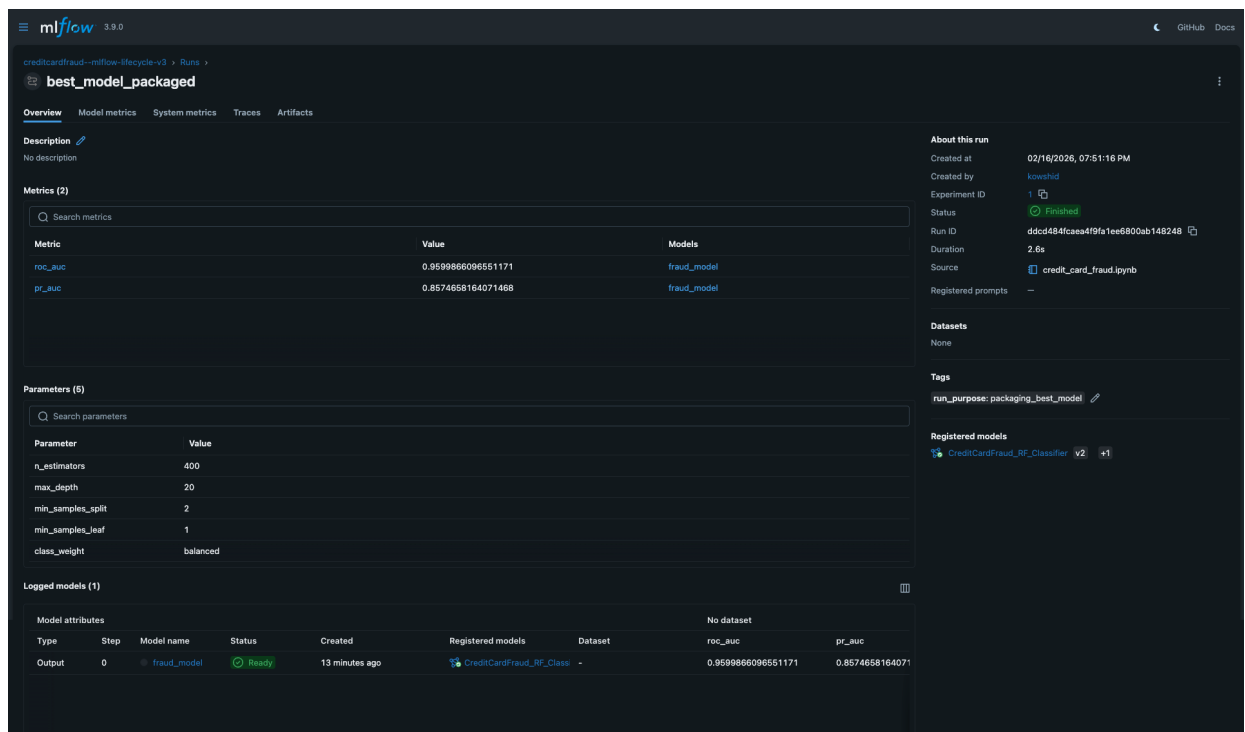 mlflow 3.9.0 GitHub Docs
creditcardfraud--mlflow-lifecycle-v3 › Runs ›
best_model_packaged
Overview Model metrics System metrics Traces Artifacts
Description
No description
Metrics (2)
Search metrics
Metric Value Models
roc_auc 0.9599866096551171 fraud_model
pr_auc 0.8574658164071468 fraud_model
Parameters (5)
Search parameters
Parameter Value
n_estimators 400
max_depth 20
min_samples_split 2
min_samples_leaf 1
class_weight balanced
Logged models (1)
Model attributes No dataset
Type Step Model name Status Created Registered models Dataset roc_auc pr_auc
Output 0 fraud_model Ready 13 minutes ago CreditCardFraud_RF_Classi - 0.9599866096551171 0.8574658164071
About this run
Created at 02/16/2026, 07:51:16 PM
Created by kowshid
Experiment ID 1
Status Finished
Run ID ddcd484fcaea4f9fa1ee6800ab148248
Duration 2.6s
Source credit_card_fraud.ipynb
Registered prompts —
Datasets
None
Tags
run_purpose: packaging_best_model
Registered models
CreditCardFraud_RF_Classifier v2 +1